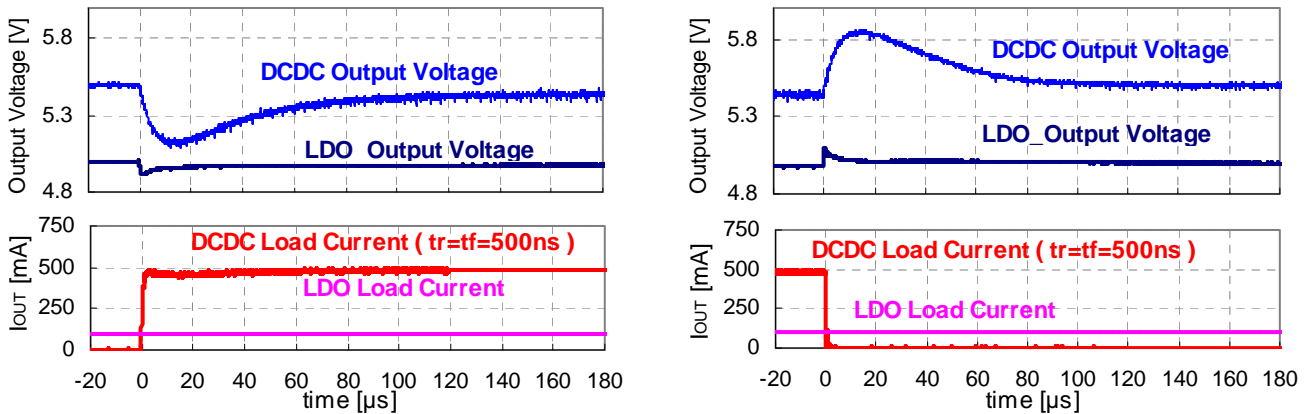 Output Voltage [V]
5.8
5.3
4.8
DCDC Output Voltage
LDO_Output Voltage
IOUT [mA]
750
500
250
0
DCDC Load Current ( tr=tf=500ns )
LDO Load Current
-20 0 20 40 60 80 100 120 140 160 180
time [µs]
Output Voltage [V]
5.8
5.3
4.8
DCDC Output Voltage
LDO_Output Voltage
IOUT [mA]
750
500
250
0
DCDC Load Current ( tr=tf=500ns )
LDO Load Current
-20 0 20 40 60 80 100 120 140 160 180
time [µs]